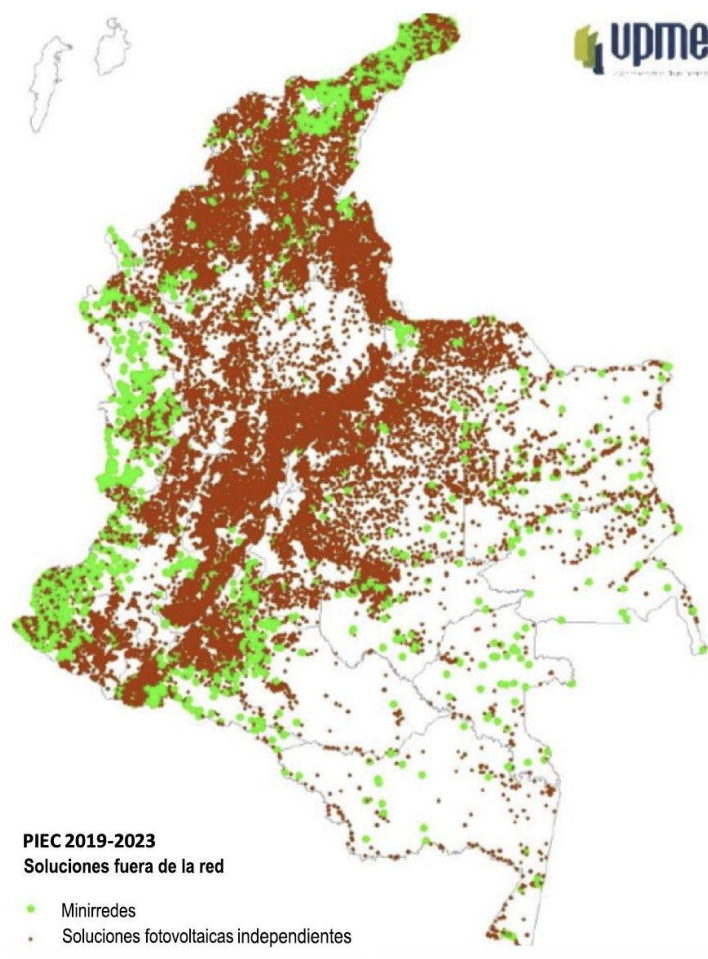 upme
PIEC 2019-2023
Soluciones fuera de la red
Minirredes
Soluciones fotovoltaicas independientes